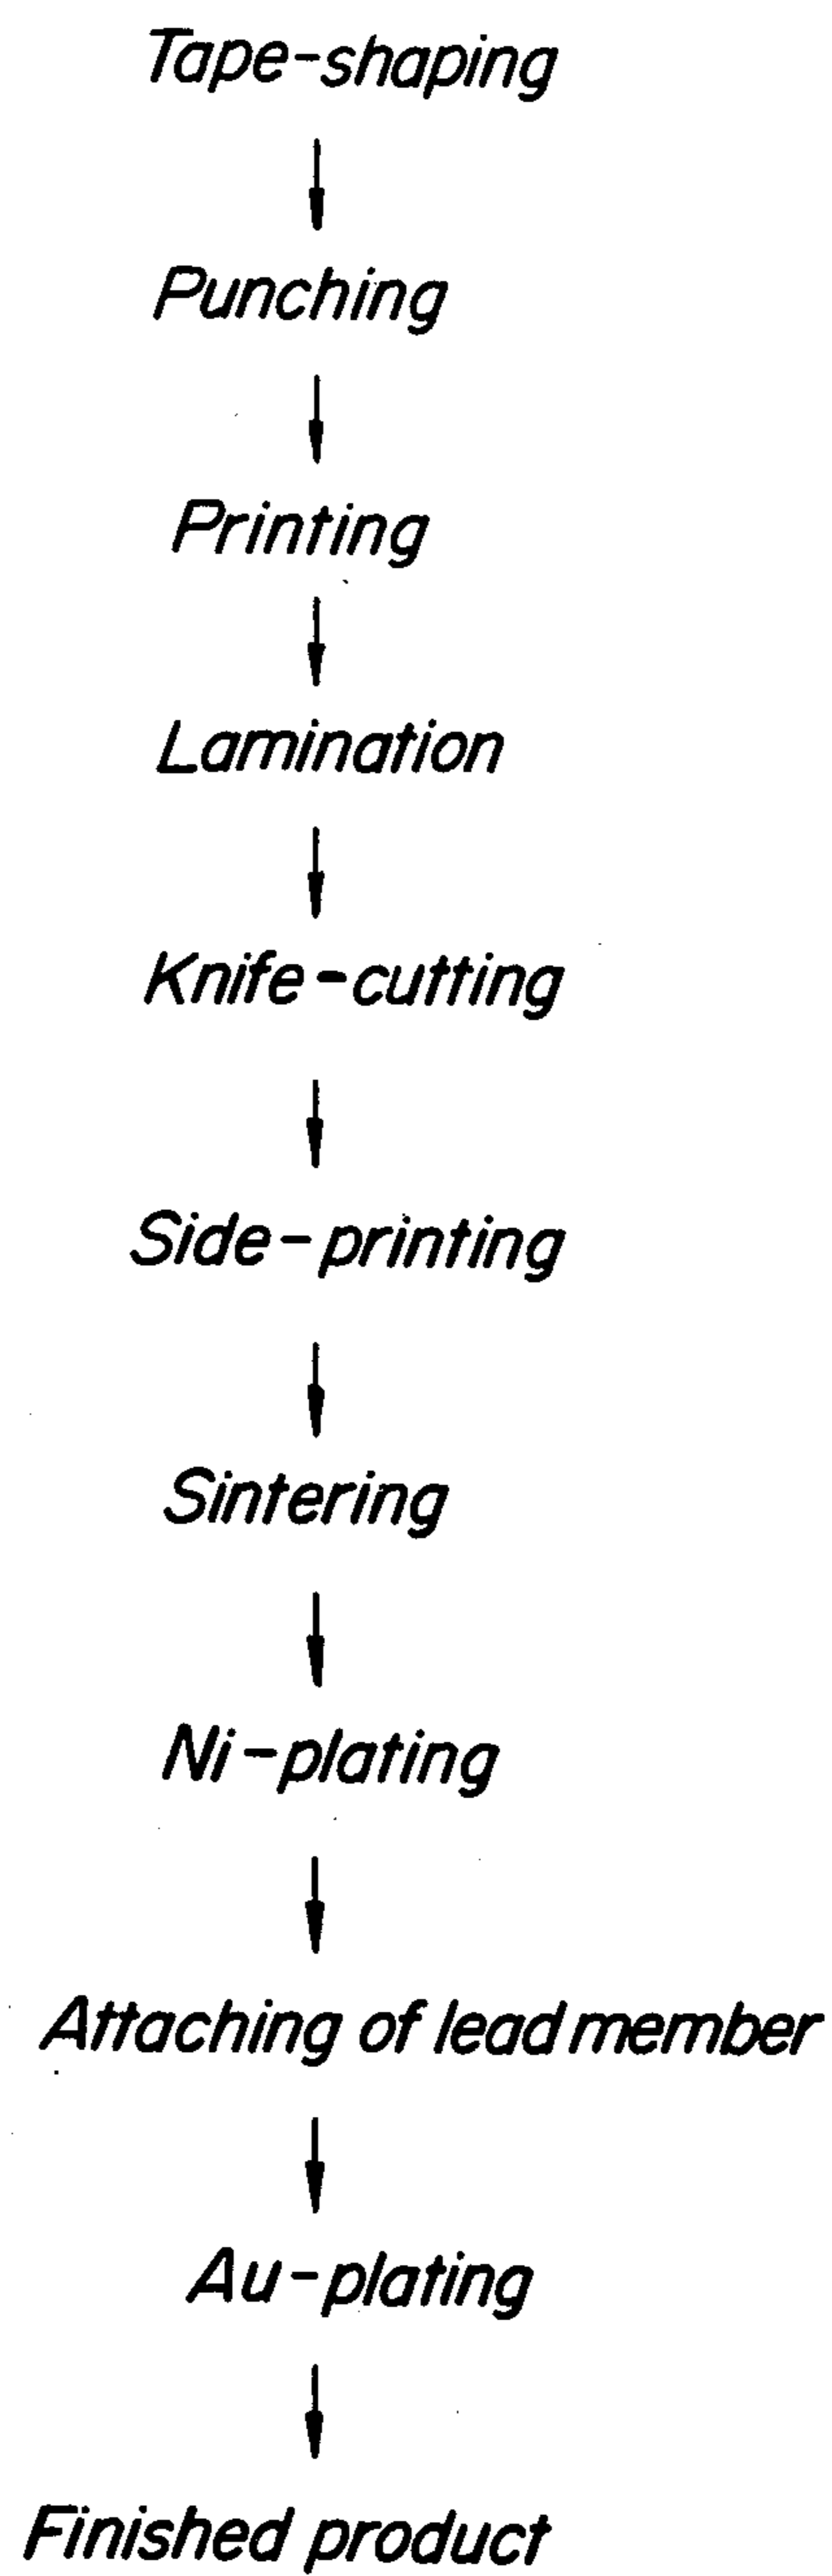 Tape-shaping
Punching
Printing
Lamination
Knife-cutting
Side-printing
Sintering
Ni-plating
Attaching of lead member
Au-plating
Finished product